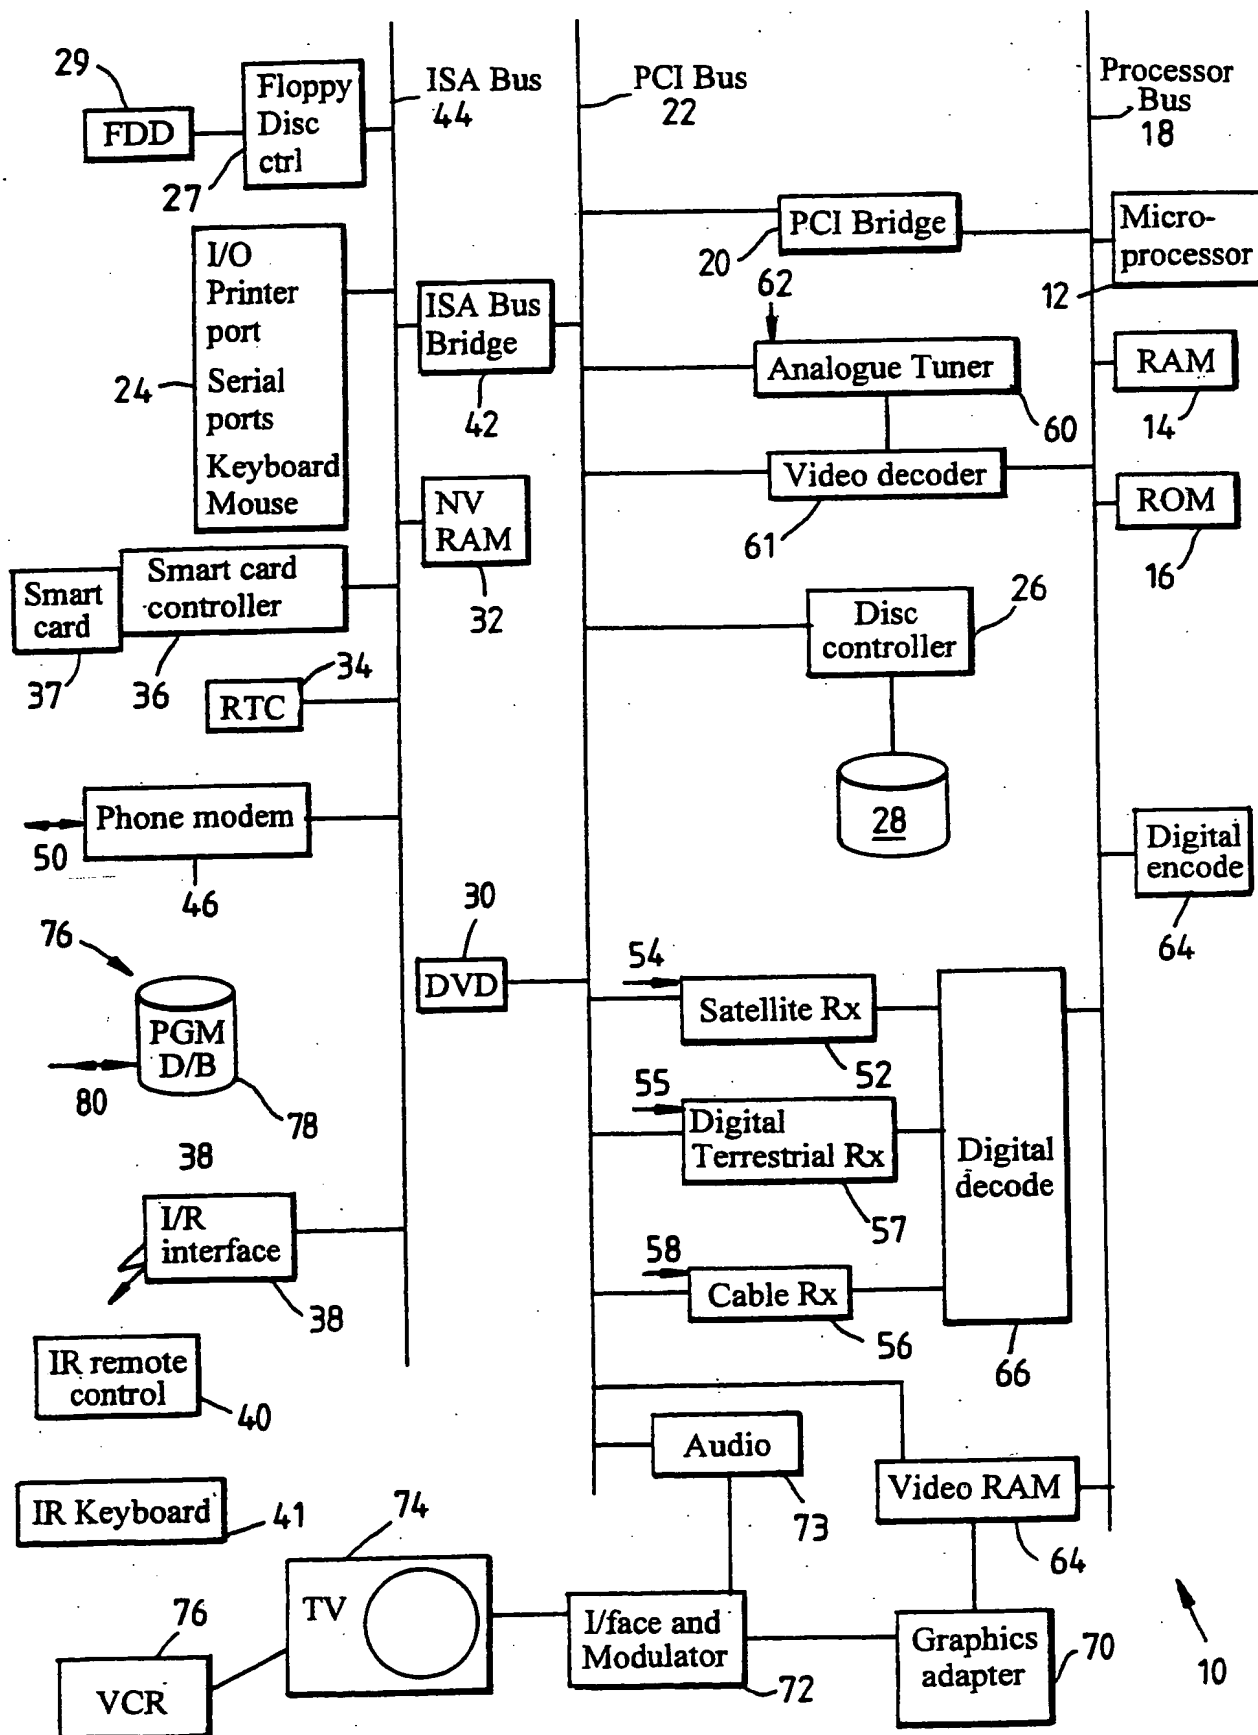 29
FDD
Floppy
Disc
ctrl
27
ISA Bus
44
PCI Bus
22
Processor
Bus
18
I/O
Printer
port
Serial
ports
Keyboard
Mouse
24
ISA Bus
Bridge
42
PCI Bridge
20
Micro-
processor
12
62
Analogue Tuner
60
RAM
14
Video decoder
61
ROM
16
NV
RAM
32
Smart card
controller
36
Smart
card
37
34
RTC
Disc
controller
26
28
Phone modem
50
46
Digital
encode
64
76
PGM
D/B
80
78
38
30
DVD
54
Satellite Rx
52
55
Digital
Terrestrial Rx
57
58
Cable Rx
56
Digital
decode
66
I/R
interface
38
IR remote
control
40
IR Keyboard
41
Audio
73
Video RAM
64
74
TV
76
VCR
I/face and
Modulator
72
Graphics
adapter
70
10